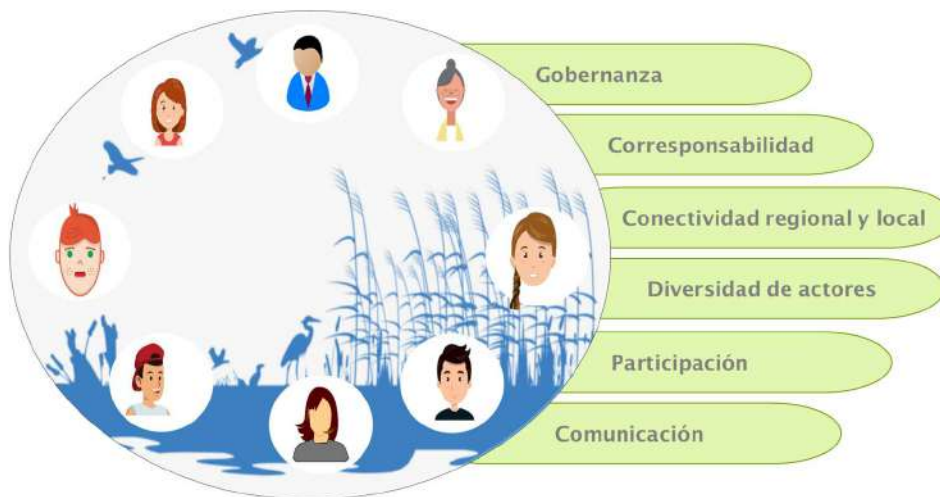 Gobernanza
Corresponsabilidad
Conectividad regional y local
Diversidad de actores
Participación
Comunicación